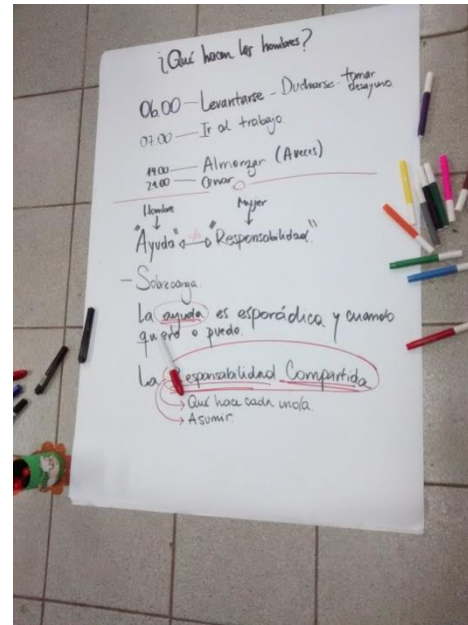 ¿Qué hacen los hombres?
06.00 — Levantarse - Ducharse - tomar desayuno.
07.00 — Ir al trabajo
19.00 — Almorzar (A veces)
21.00 — Cenar
Hombre Mujer
"Ayuda" "Responsabilidad"
- Sobrecarga.
La ayuda es esporádica y cuando
quiero o puedo.
La Responsabilidad Compartida
Qué hace cada uno/a
Asumir.